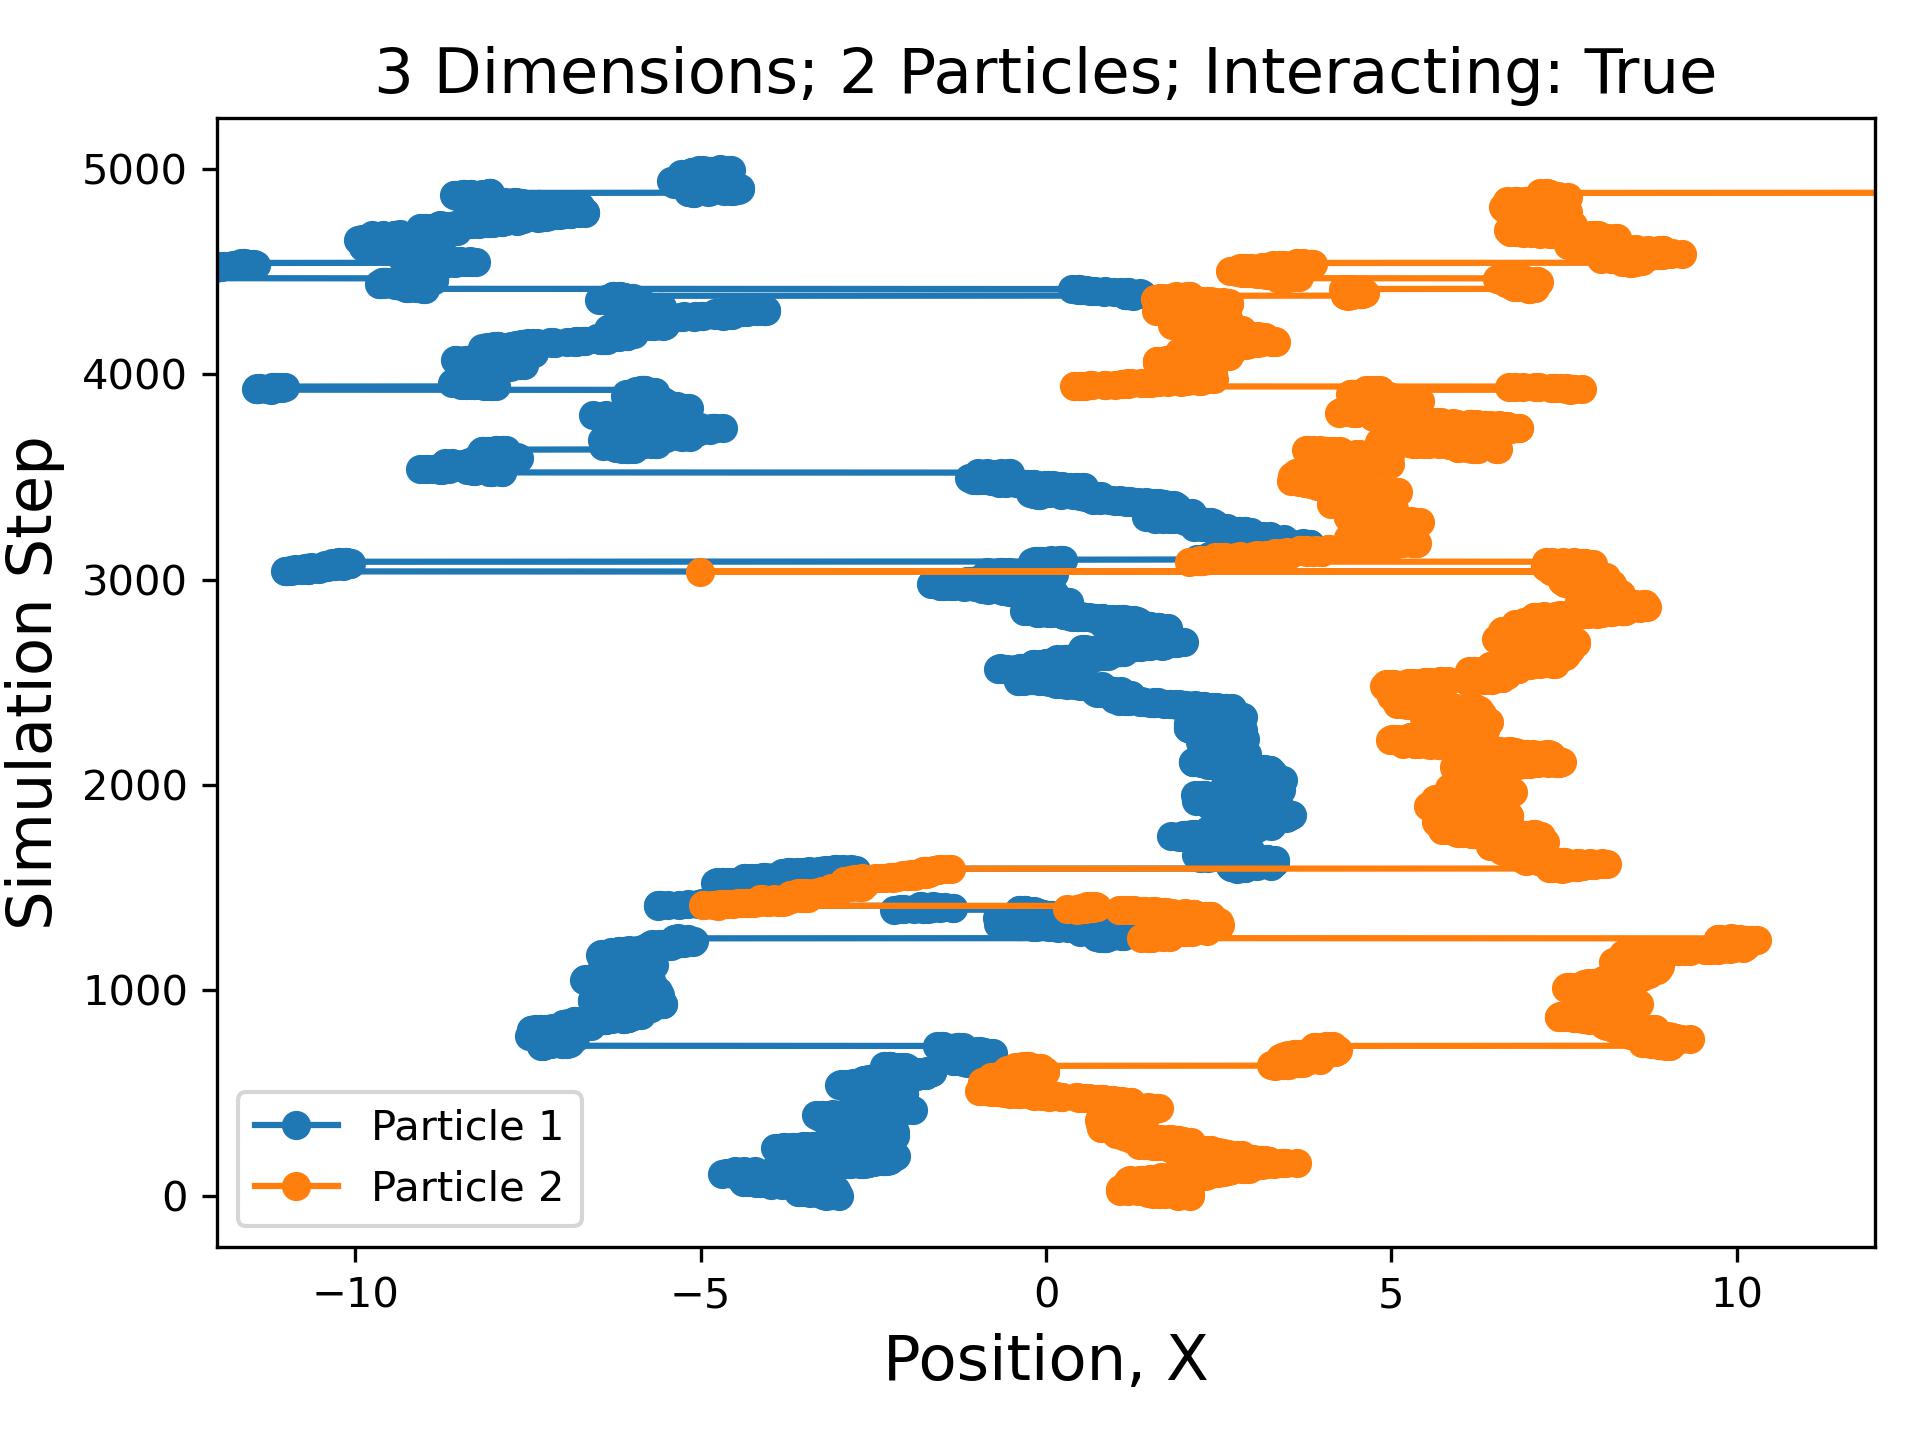 3 Dimensions; 2 Particles; Interacting: True
Simulation Step
5000
4000
3000
2000
1000
0
Particle 1
Particle 2
−10
−5
0
5
10
Position, X